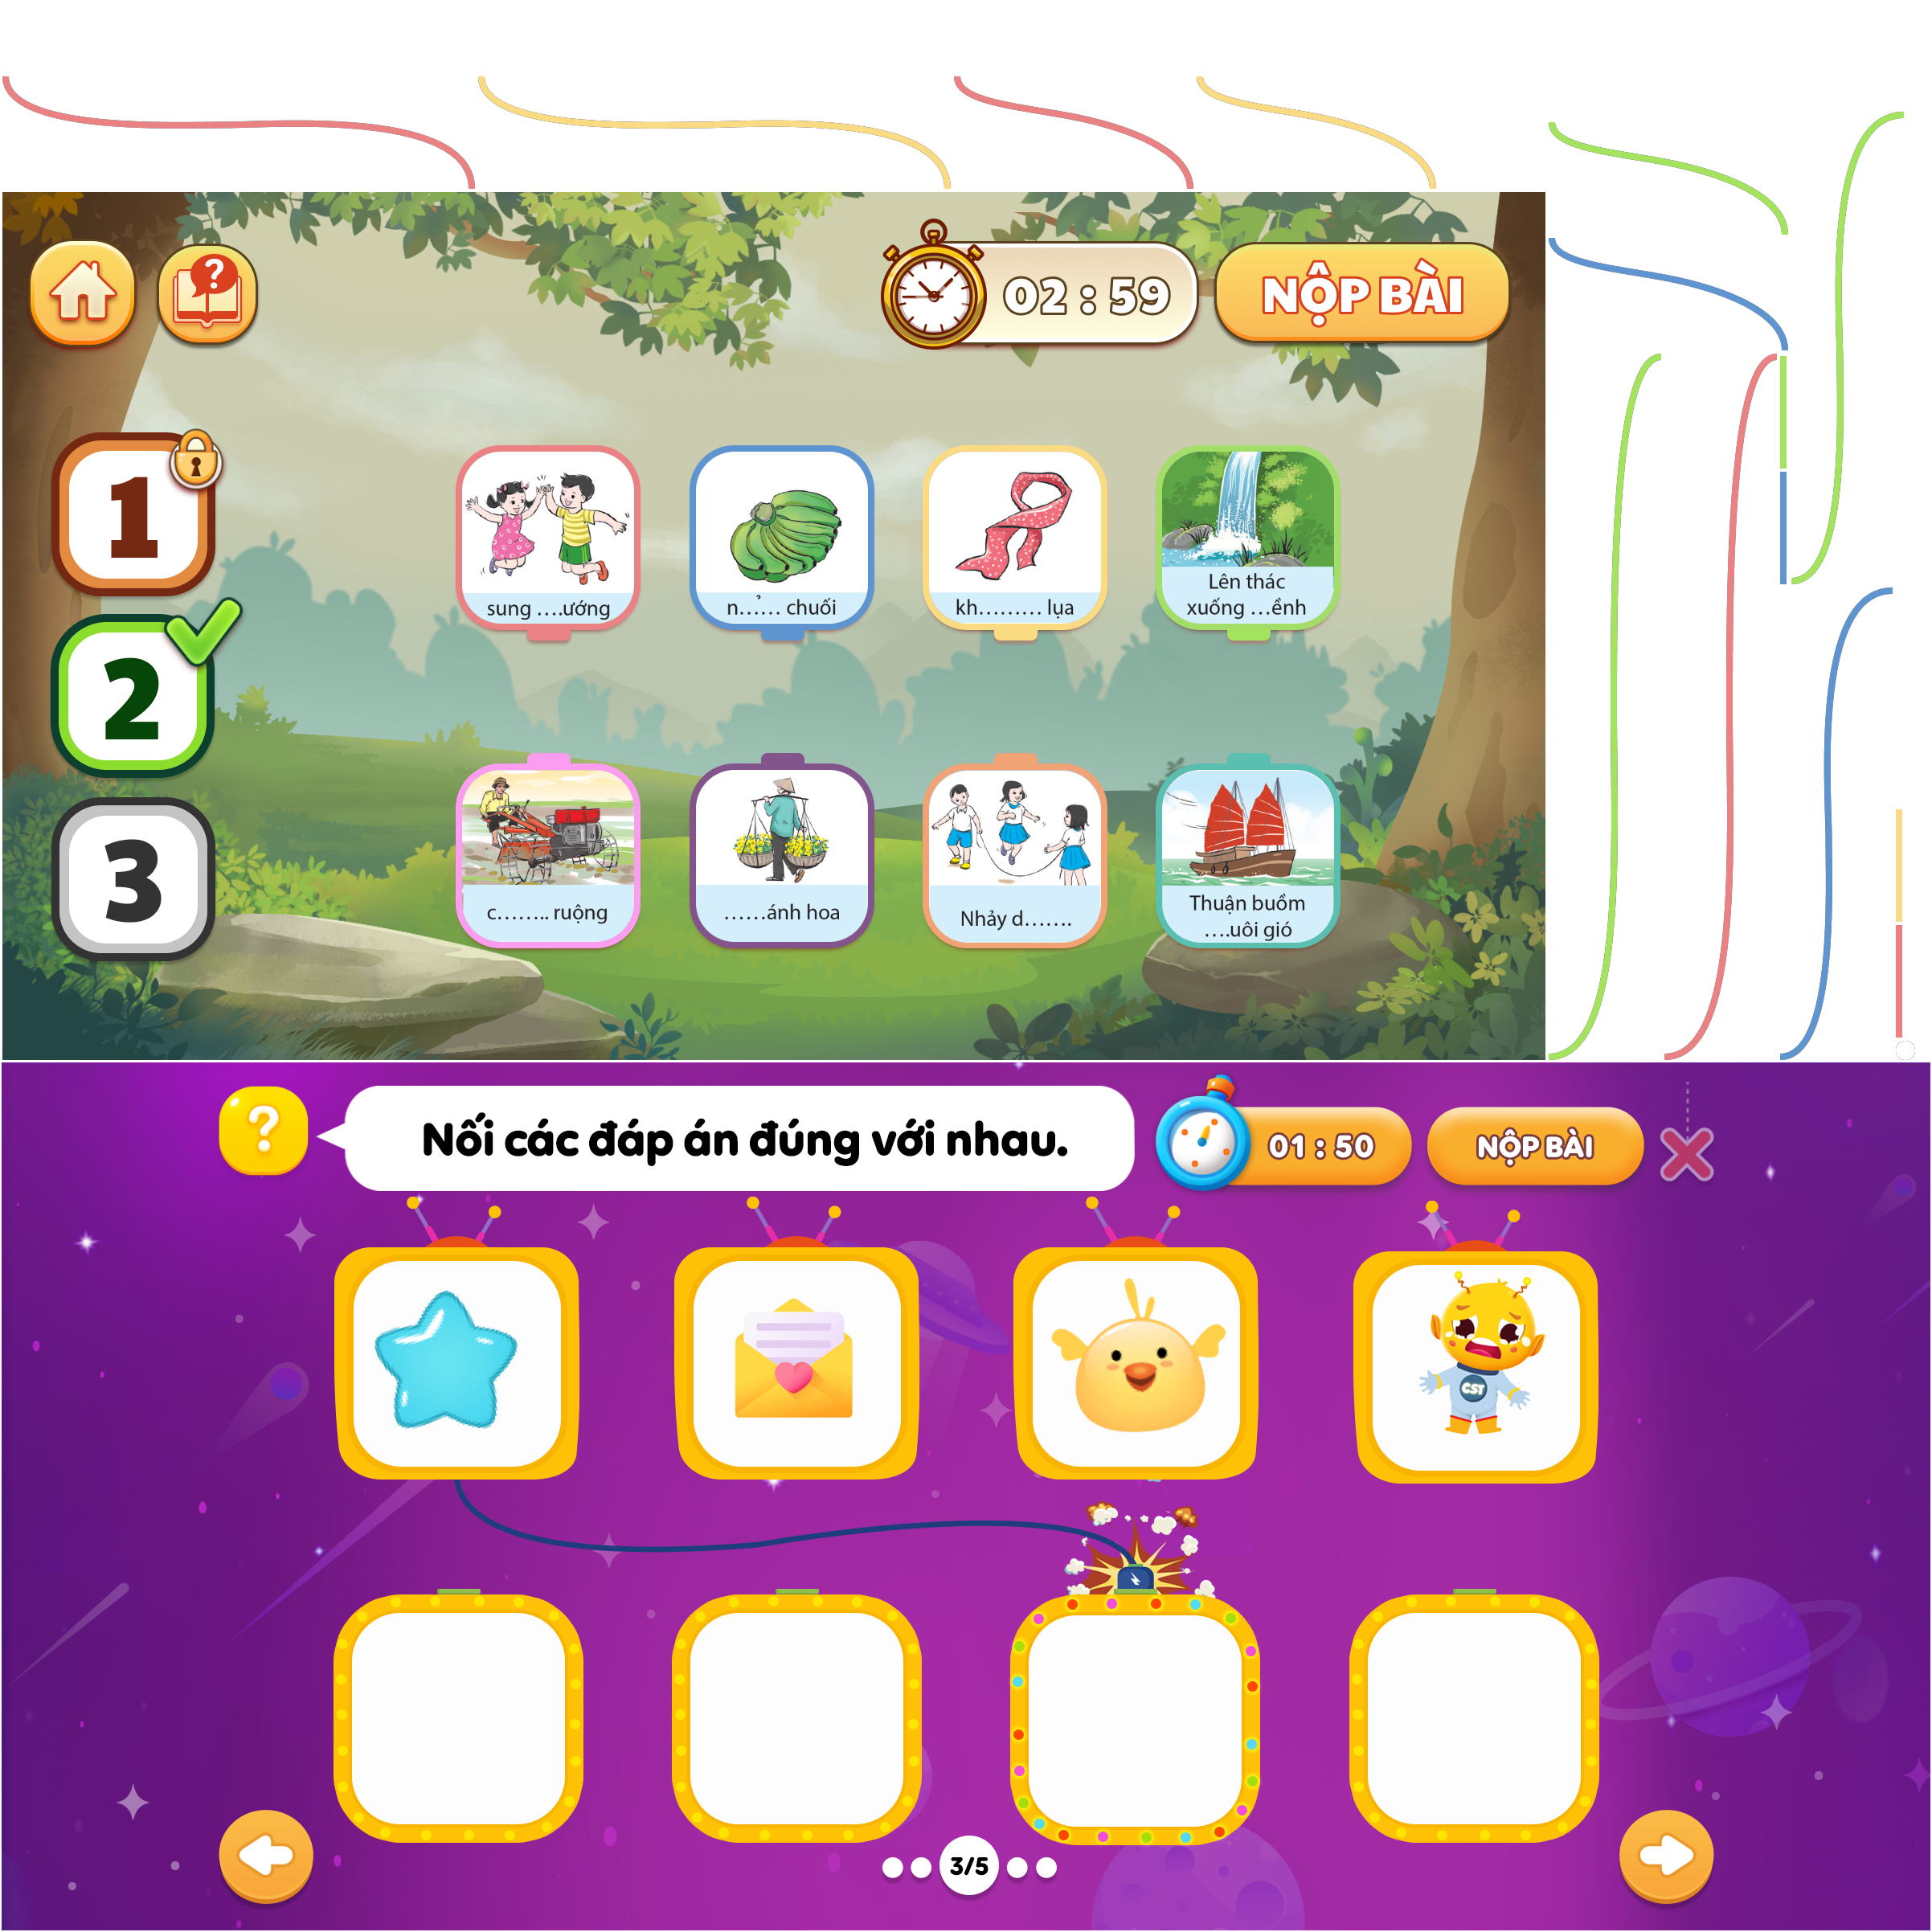 02 : 59
NỘP BÀI
1
2
3
sung ....ướng
n...̉... chuối
kh......... lụa
Lên thác
xuống ...ềnh
c........ ruộng
......ánh hoa
Nhảy d.......
Thuận buồm
....uôi gió
?
?
Nối các đáp án đúng với nhau.
01 : 50
NỘP BÀI
CST
3/5